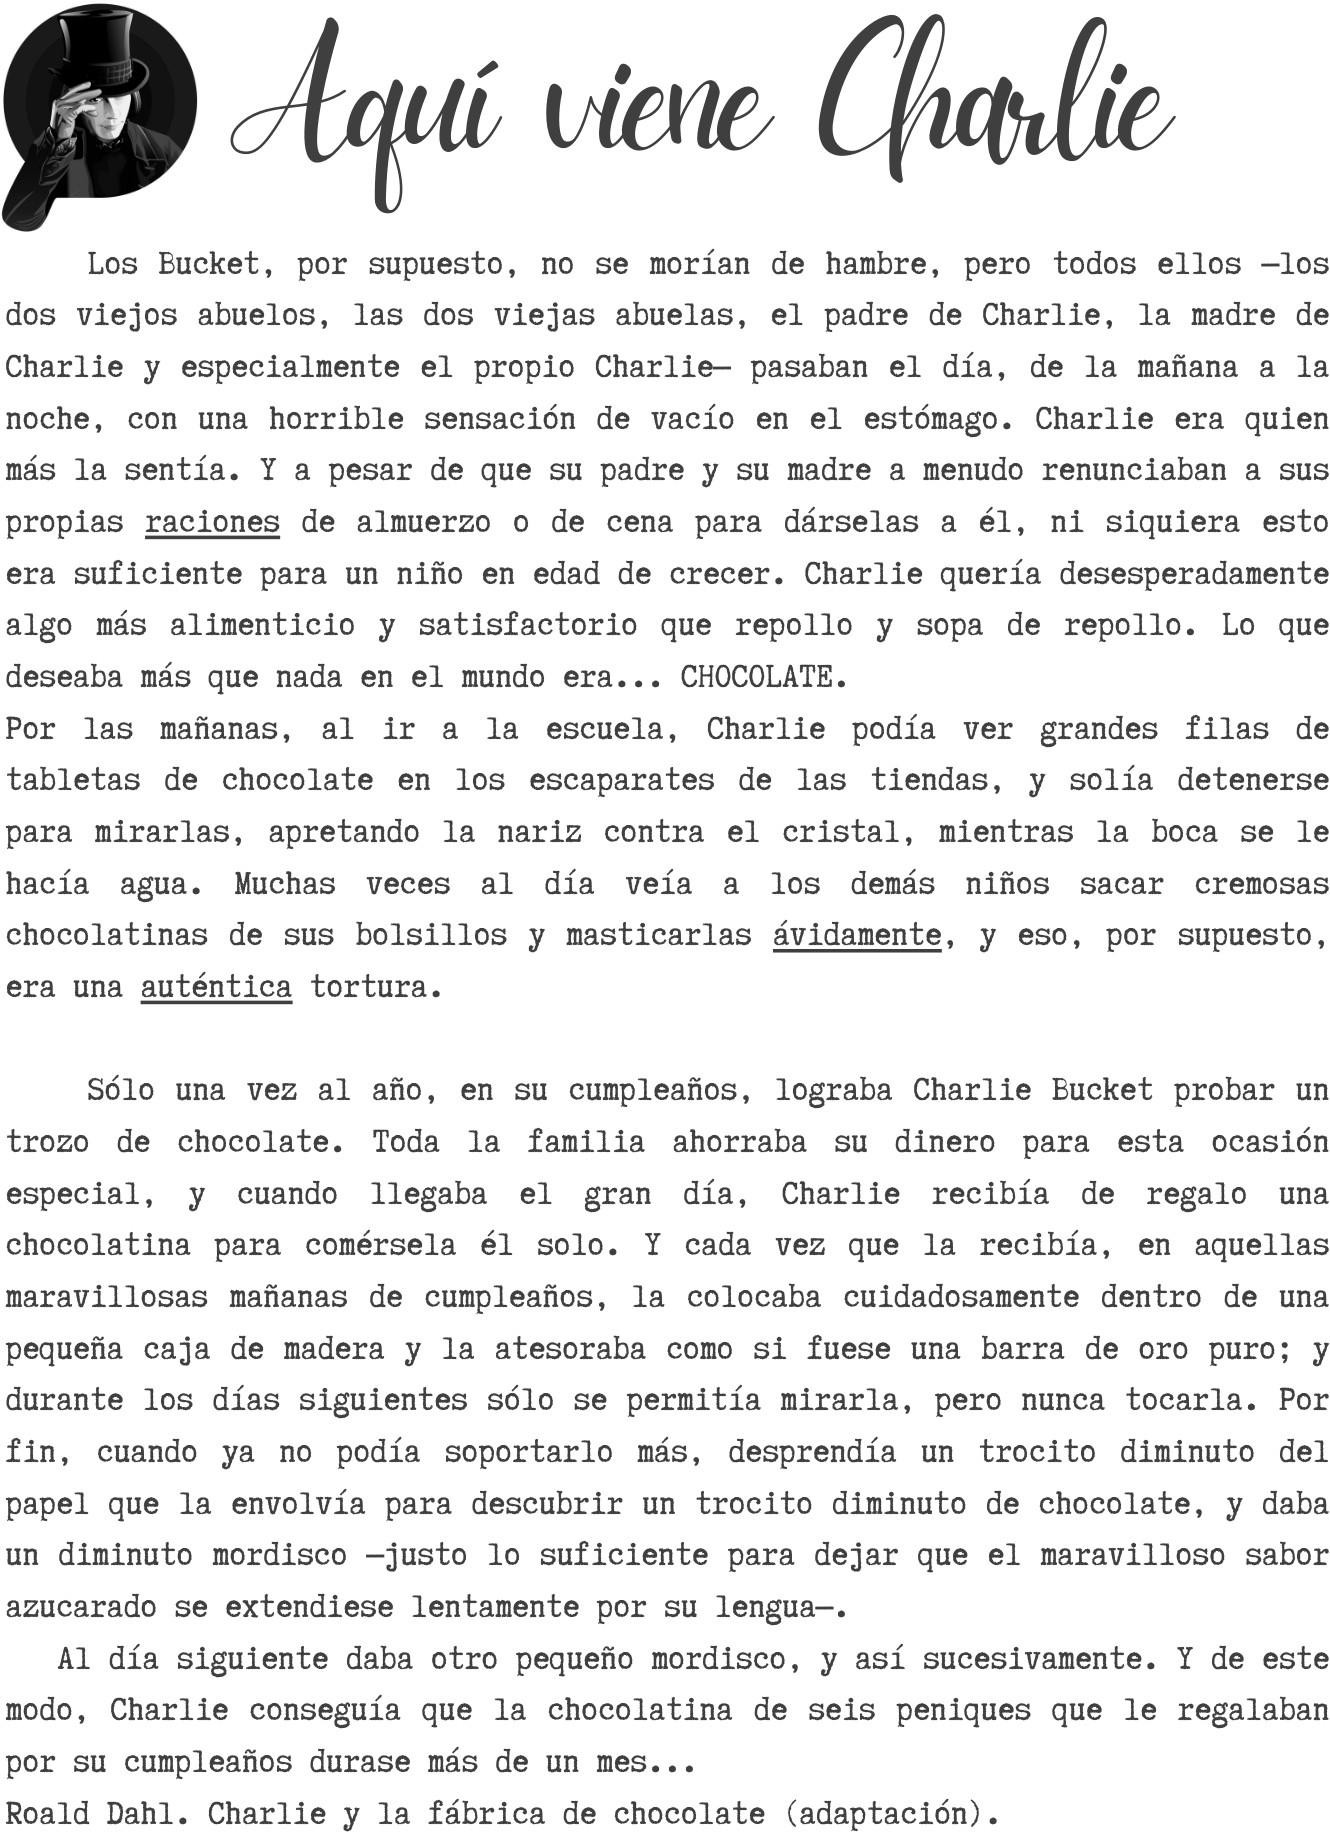 Aquí viene Charlie
Los Bucket, por supuesto, no se morían de hambre, pero todos ellos —los
dos viejos abuelos, las dos viejas abuelas, el padre de Charlie, la madre de
Charlie y especialmente el propio Charlie— pasaban el día, de la mañana a la
noche, con una horrible sensación de vacío en el estómago. Charlie era quien
más la sentía. Y a pesar de que su padre y su madre a menudo renunciaban a sus
propias raciones de almuerzo o de cena para dárselas a él, ni siquiera esto
era suficiente para un niño en edad de crecer. Charlie quería desesperadamente
algo más alimenticio y satisfactorio que repollo y sopa de repollo. Lo que
deseaba más que nada en el mundo era... CHOCOLATE.
Por las mañanas, al ir a la escuela, Charlie podía ver grandes filas de
tabletas de chocolate en los escaparates de las tiendas, y solía detenerse
para mirarlas, apretando la nariz contra el cristal, mientras la boca se le
hacía agua. Muchas veces al día veía a los demás niños sacar cremosas
chocolatinas de sus bolsillos y masticarlas ávidamente, y eso, por supuesto,
era una auténtica tortura.
Sólo una vez al año, en su cumpleaños, lograba Charlie Bucket probar un
trozo de chocolate. Toda la familia ahorraba su dinero para esta ocasión
especial, y cuando llegaba el gran día, Charlie recibía de regalo una
chocolatina para comérsela él solo. Y cada vez que la recibía, en aquellas
maravillosas mañanas de cumpleaños, la colocaba cuidadosamente dentro de una
pequeña caja de madera y la atesoraba como si fuese una barra de oro puro; y
durante los días siguientes sólo se permitía mirarla, pero nunca tocarla. Por
fin, cuando ya no podía soportarlo más, desprendía un trocito diminuto del
papel que la envolvía para descubrir un trocito diminuto de chocolate, y daba
un diminuto mordisco —justo lo suficiente para dejar que el maravilloso sabor
azucarado se extendiese lentamente por su lengua—.
Al día siguiente daba otro pequeño mordisco, y así sucesivamente. Y de este
modo, Charlie conseguía que la chocolatina de seis peniques que le regalaban
por su cumpleaños durase más de un mes...
Roald Dahl. Charlie y la fábrica de chocolate (adaptación).